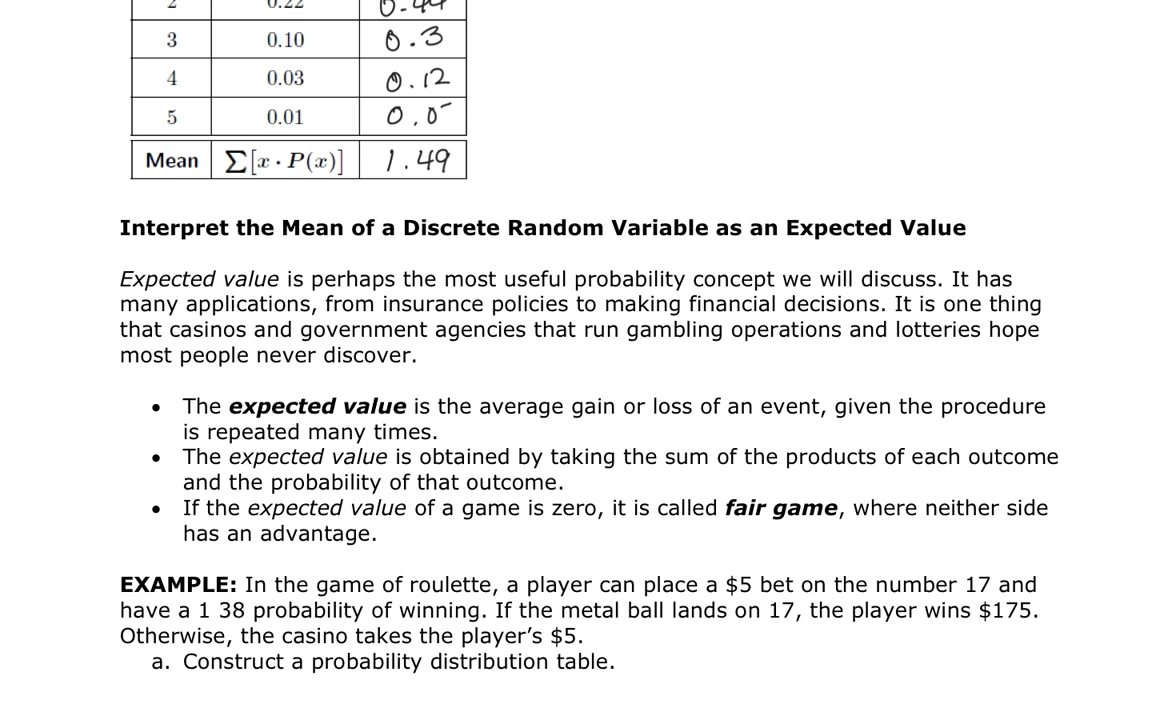 2 0.22 0.44
3 0.10 0.3
4 0.03 0.12
5 0.01 0.05
Mean ∑[x · P(x)] 1.49
Interpret the Mean of a Discrete Random Variable as an Expected Value
Expected value is perhaps the most useful probability concept we will discuss. It has
many applications, from insurance policies to making financial decisions. It is one thing
that casinos and government agencies that run gambling operations and lotteries hope
most people never discover.
• The expected value is the average gain or loss of an event, given the procedure
is repeated many times.
• The expected value is obtained by taking the sum of the products of each outcome
and the probability of that outcome.
• If the expected value of a game is zero, it is called fair game, where neither side
has an advantage.
EXAMPLE: In the game of roulette, a player can place a $5 bet on the number 17 and
have a 1 38 probability of winning. If the metal ball lands on 17, the player wins $175.
Otherwise, the casino takes the player’s $5.
a. Construct a probability distribution table.